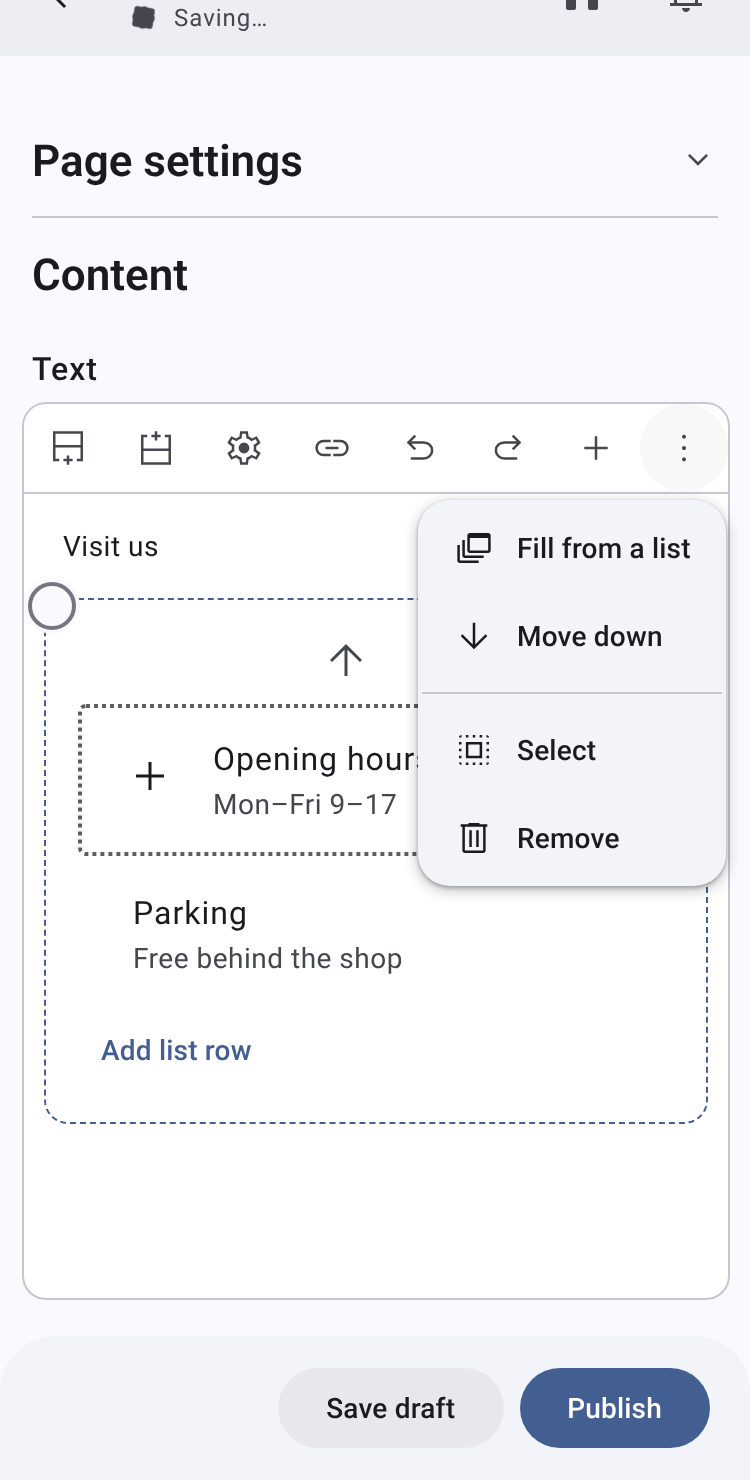 Saving…
Page settings
Content
Text
Visit us
Fill from a list
Move down
Select
Remove
Opening hours
Mon–Fri 9–17
Parking
Free behind the shop
Add list row
Save draft
Publish